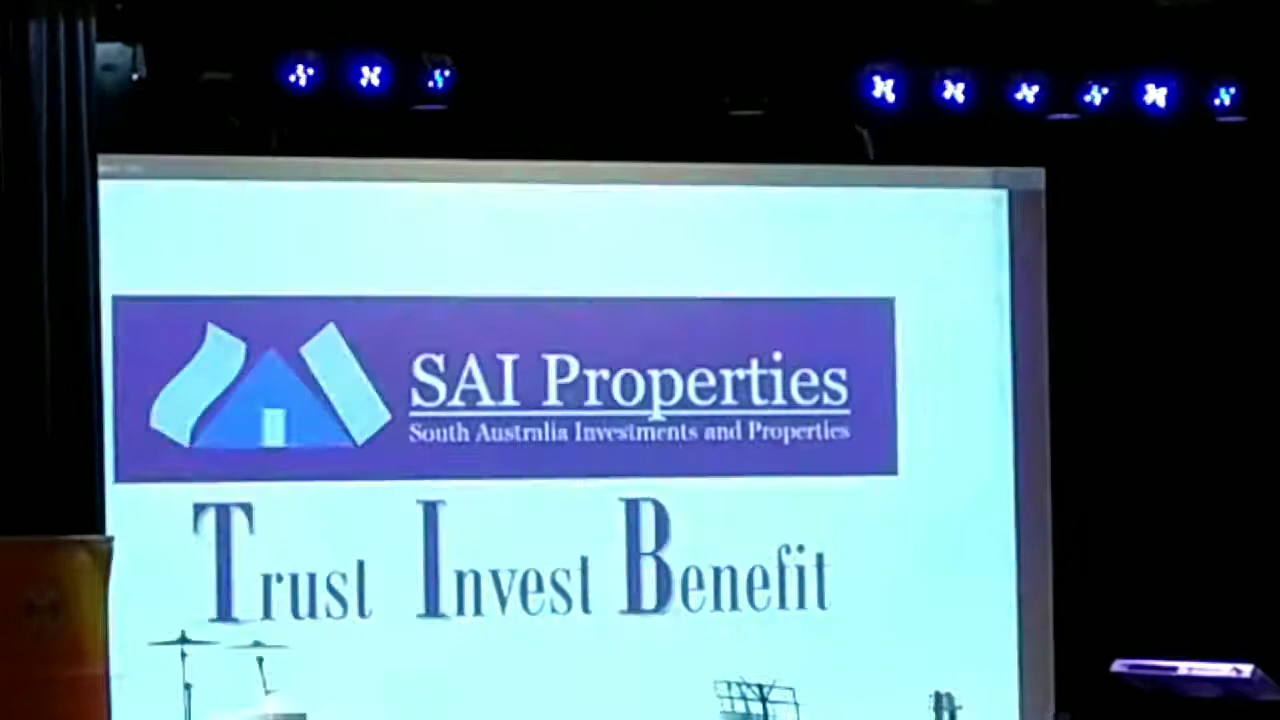 SAI Properties
South Australia Investments and Properties
Trust Invest Benefit